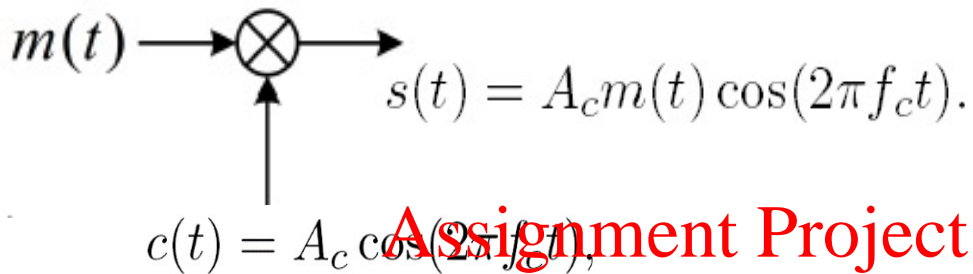 m(t)
s(t) = A_c m(t) cos(2πf_c t).
c(t) = A_c cos(2πf_c t),
Assignment Project